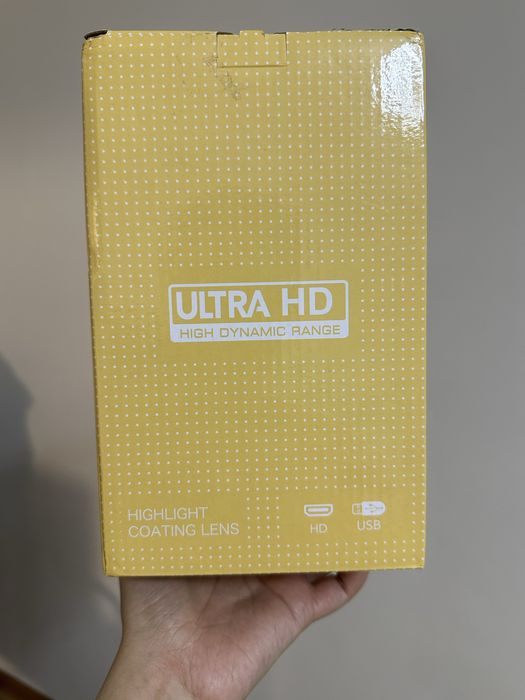 ULTRA HD
HIGH DYNAMIC RANGE
HIGHLIGHT
COATING LENS
HD
USB